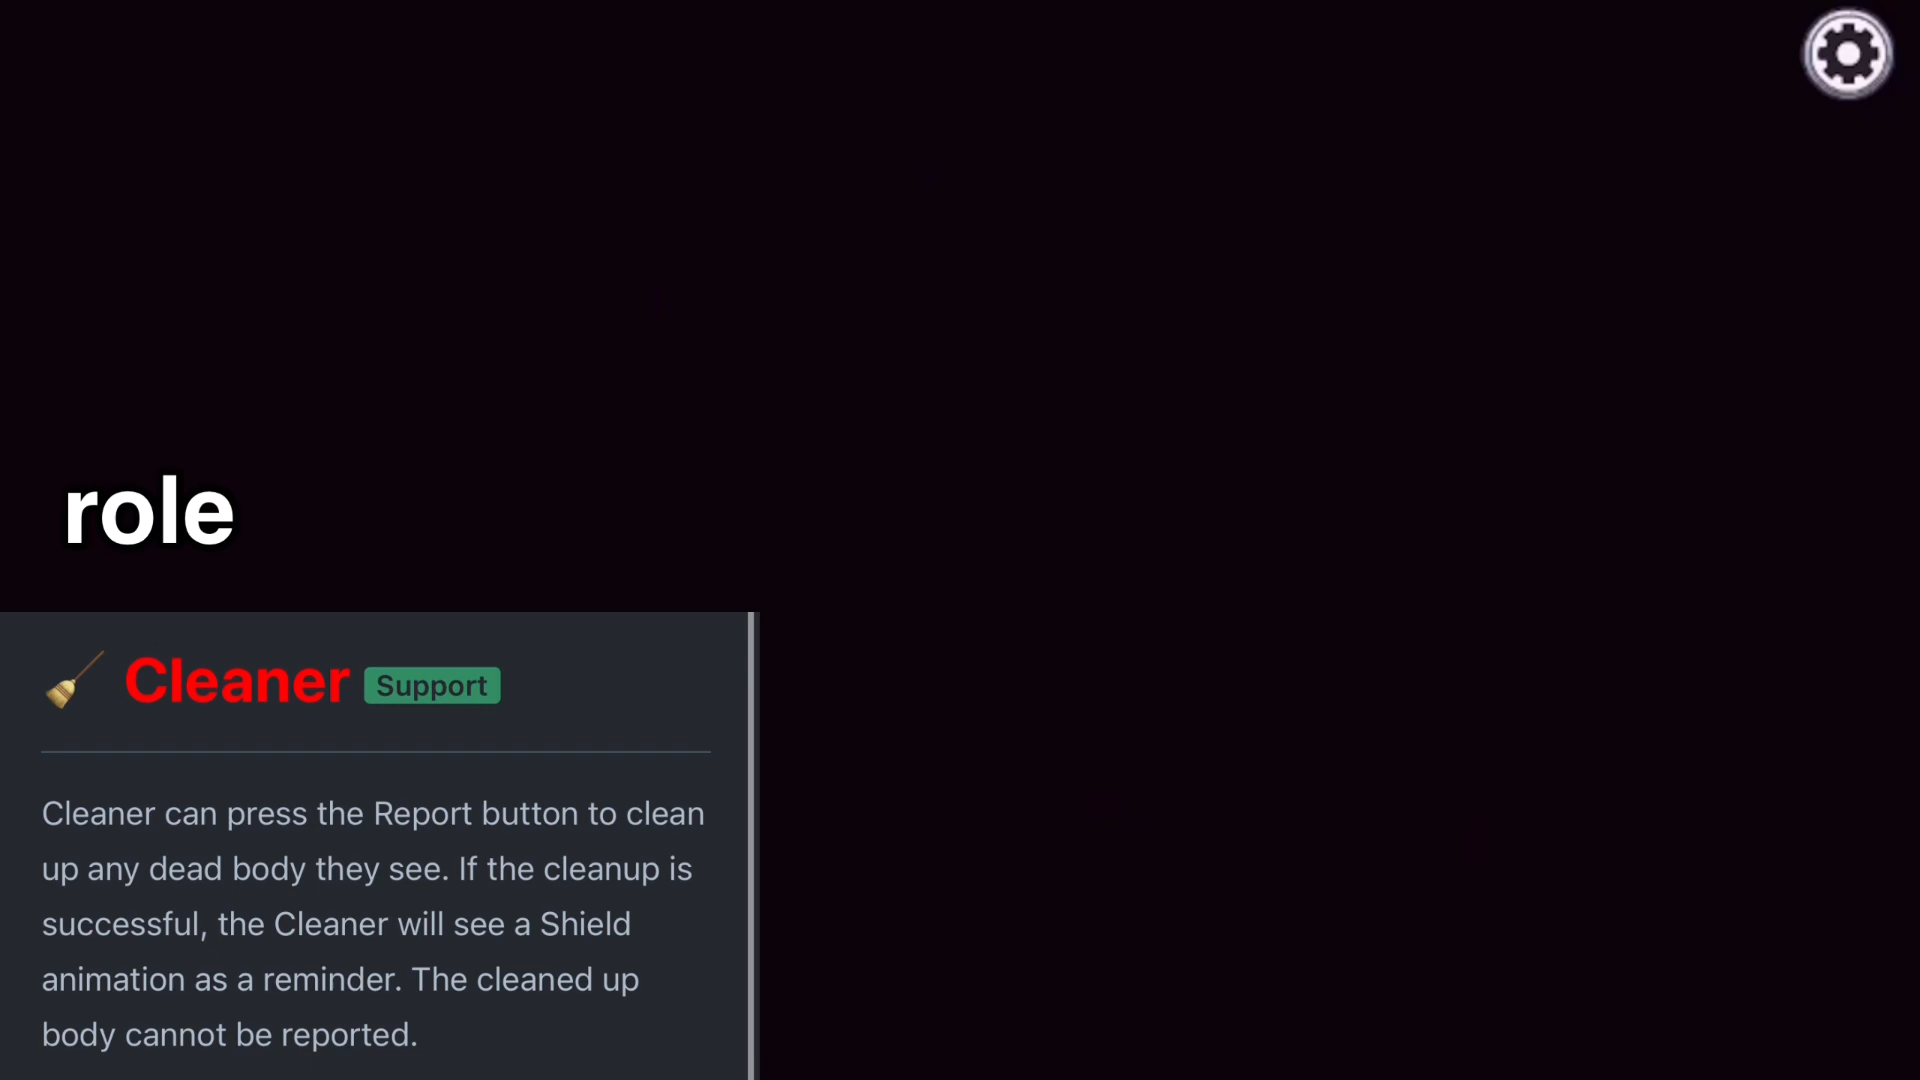 role
Cleaner Support
Cleaner can press the Report button to clean
up any dead body they see. If the cleanup is
successful, the Cleaner will see a Shield
animation as a reminder. The cleaned up
body cannot be reported.